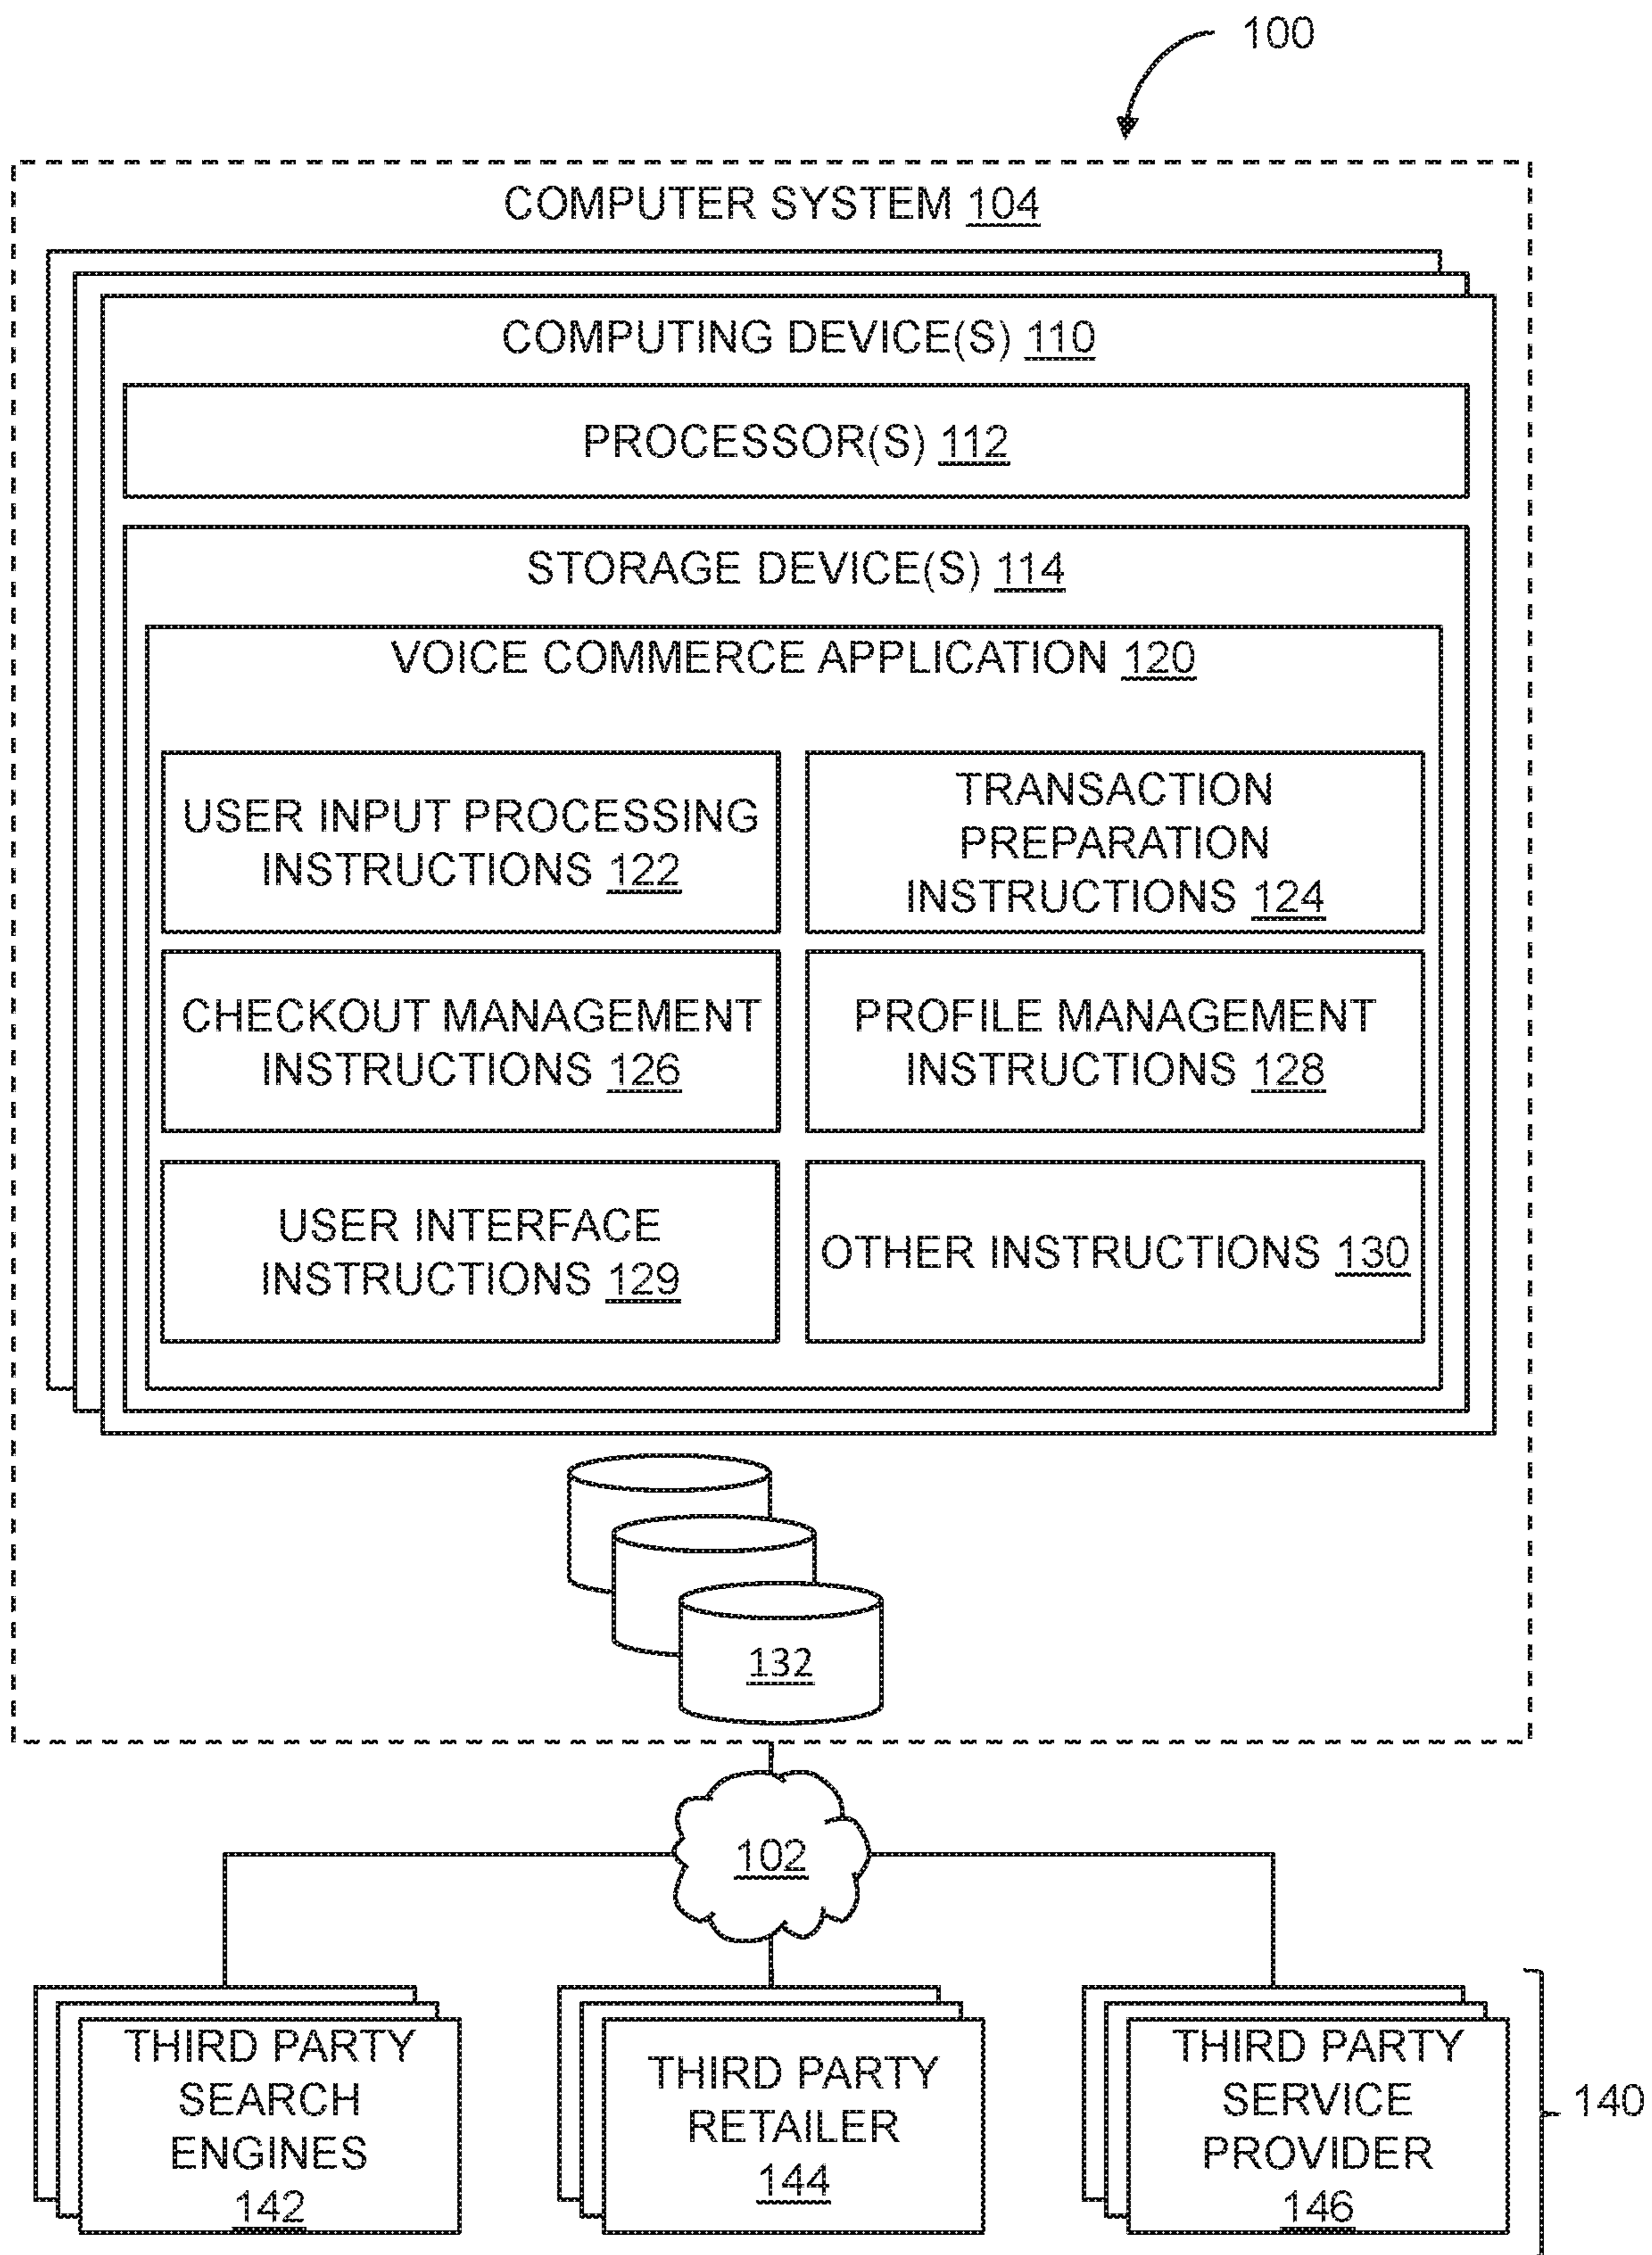 100
COMPUTER SYSTEM 104
COMPUTING DEVICE(S) 110
PROCESSOR(S) 112
STORAGE DEVICE(S) 114
VOICE COMMERCE APPLICATION 120
USER INPUT PROCESSING
INSTRUCTIONS 122
TRANSACTION
PREPARATION
INSTRUCTIONS 124
CHECKOUT MANAGEMENT
INSTRUCTIONS 126
PROFILE MANAGEMENT
INSTRUCTIONS 128
USER INTERFACE
INSTRUCTIONS 129
OTHER INSTRUCTIONS 130
132
102
THIRD PARTY
SEARCH
ENGINES
142
THIRD PARTY
RETAILER
144
THIRD PARTY
SERVICE
PROVIDER
146
140